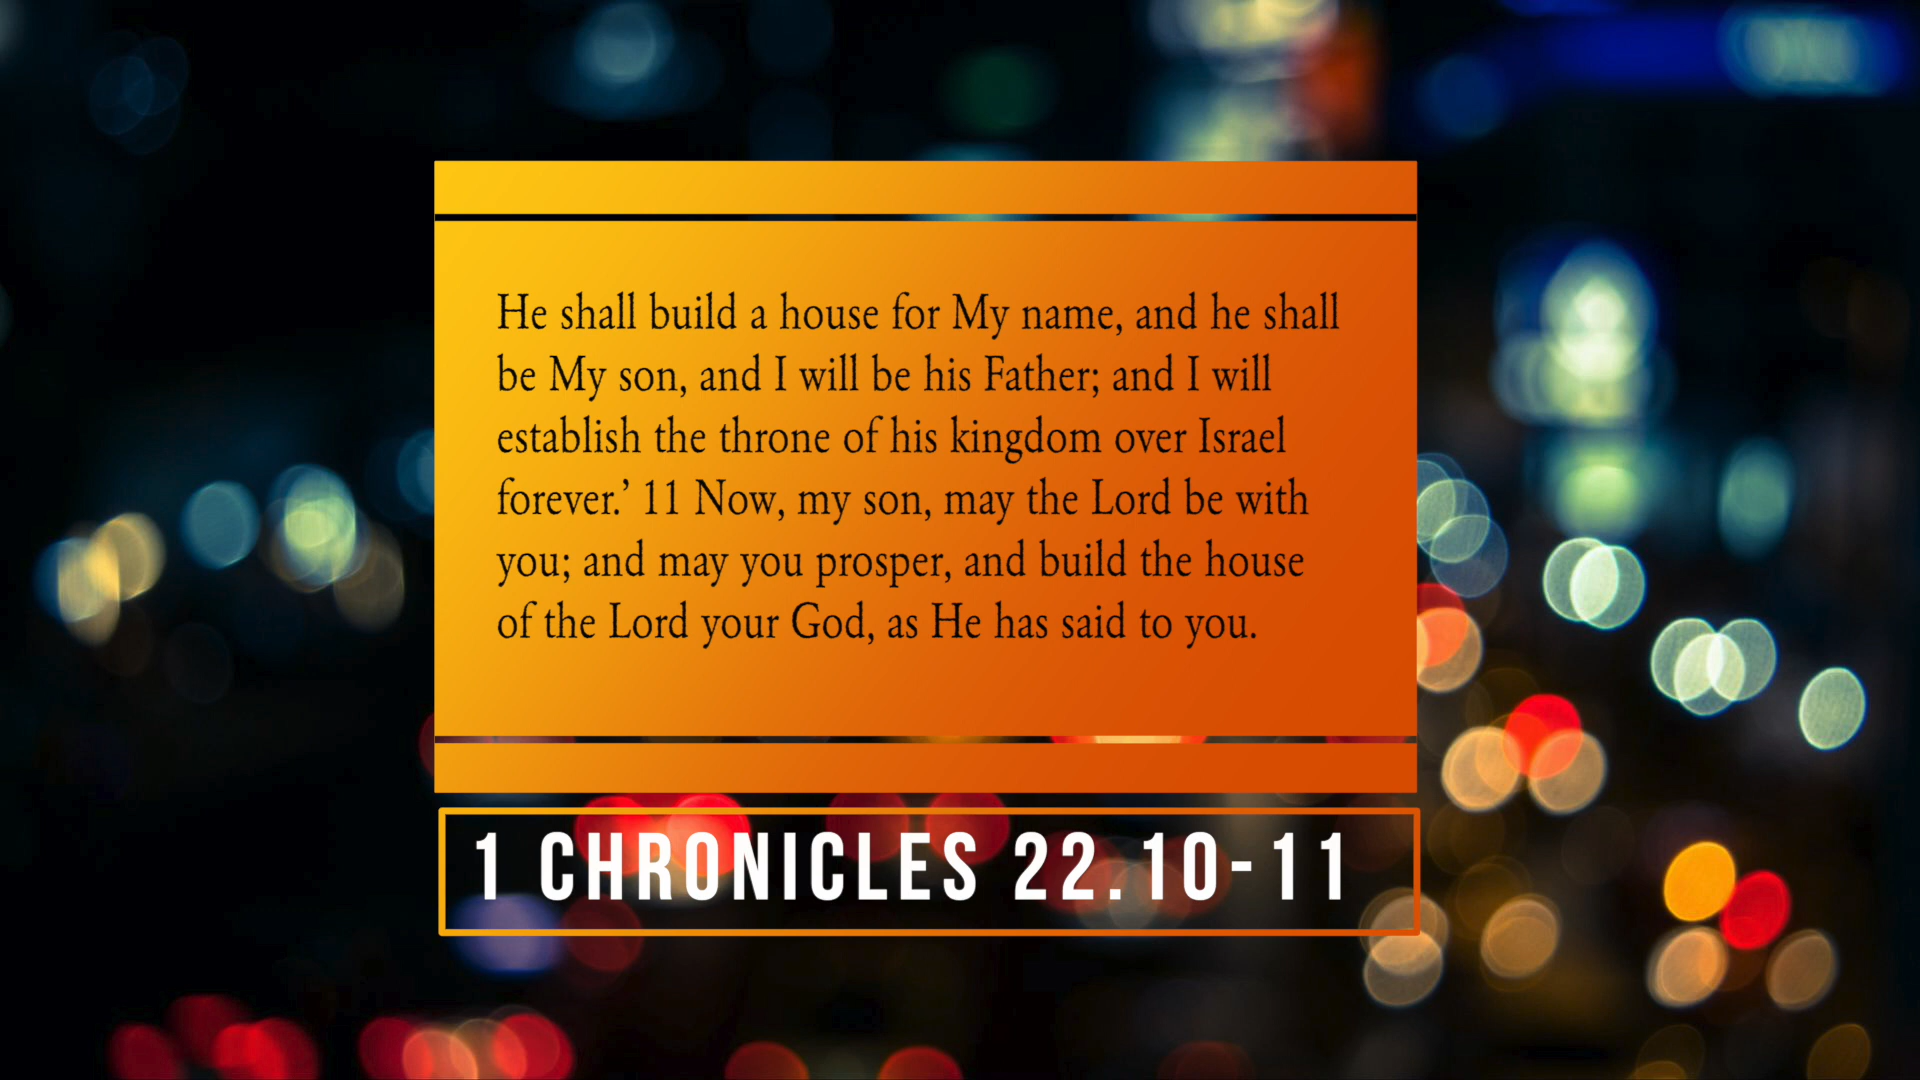 He shall build a house for My name, and he shall
be My son, and I will be his Father; and I will
establish the throne of his kingdom over Israel
forever.’ 11 Now, my son, may the Lord be with
you; and may you prosper, and build the house
of the Lord your God, as He has said to you.
1 CHRONICLES 22.10-11